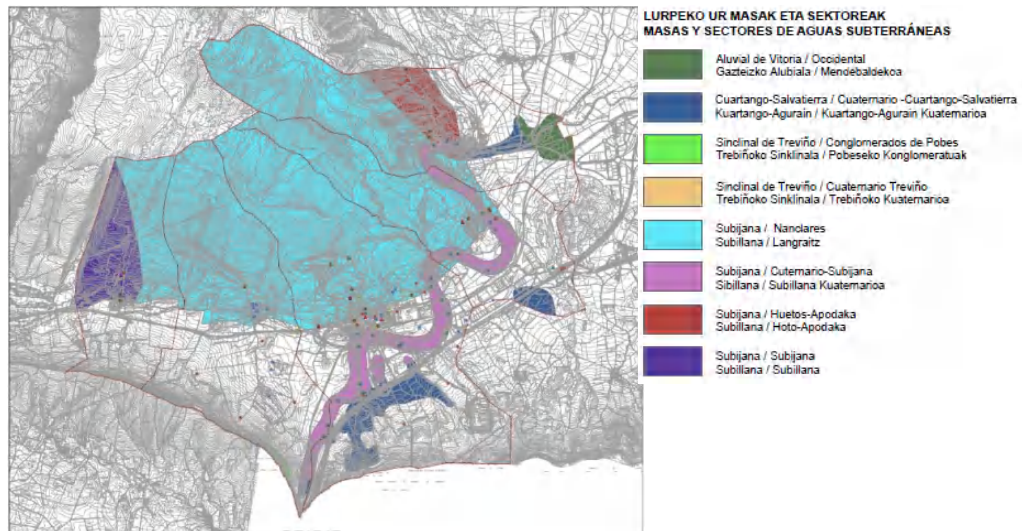 LURPEKO UR MASAK ETA SEKTOREAK
MASAS Y SECTORES DE AGUAS SUBTERRÁNEAS
Aluvial de Vitoria / Occidental
Gazteizko Alubiala / Mendebaldekoa
Cuartango-Salvatierra / Cuaternario -Cuartango-Salvatierra
Kuartango-Agurain / Kuartango-Agurain Kuaternarioa
Sinclinal de Treviño / Conglomerados de Pobes
Trebiñoko Sinklinala / Pobeseko Konglomeratuak
Sinclinal de Treviño / Cuaternario Treviño
Trebiñoko Sinklinala / Trebiñoko Kuaternarioa
Subijana / Nanclares
Subillana / Langraitz
Subijana / Cuternario-Subijana
Sibillana / Subillana Kuaternarioa
Subijana / Huetos-Apodaka
Subillana / Hoto-Apodaka
Subijana / Subijana
Subillana / Subillana